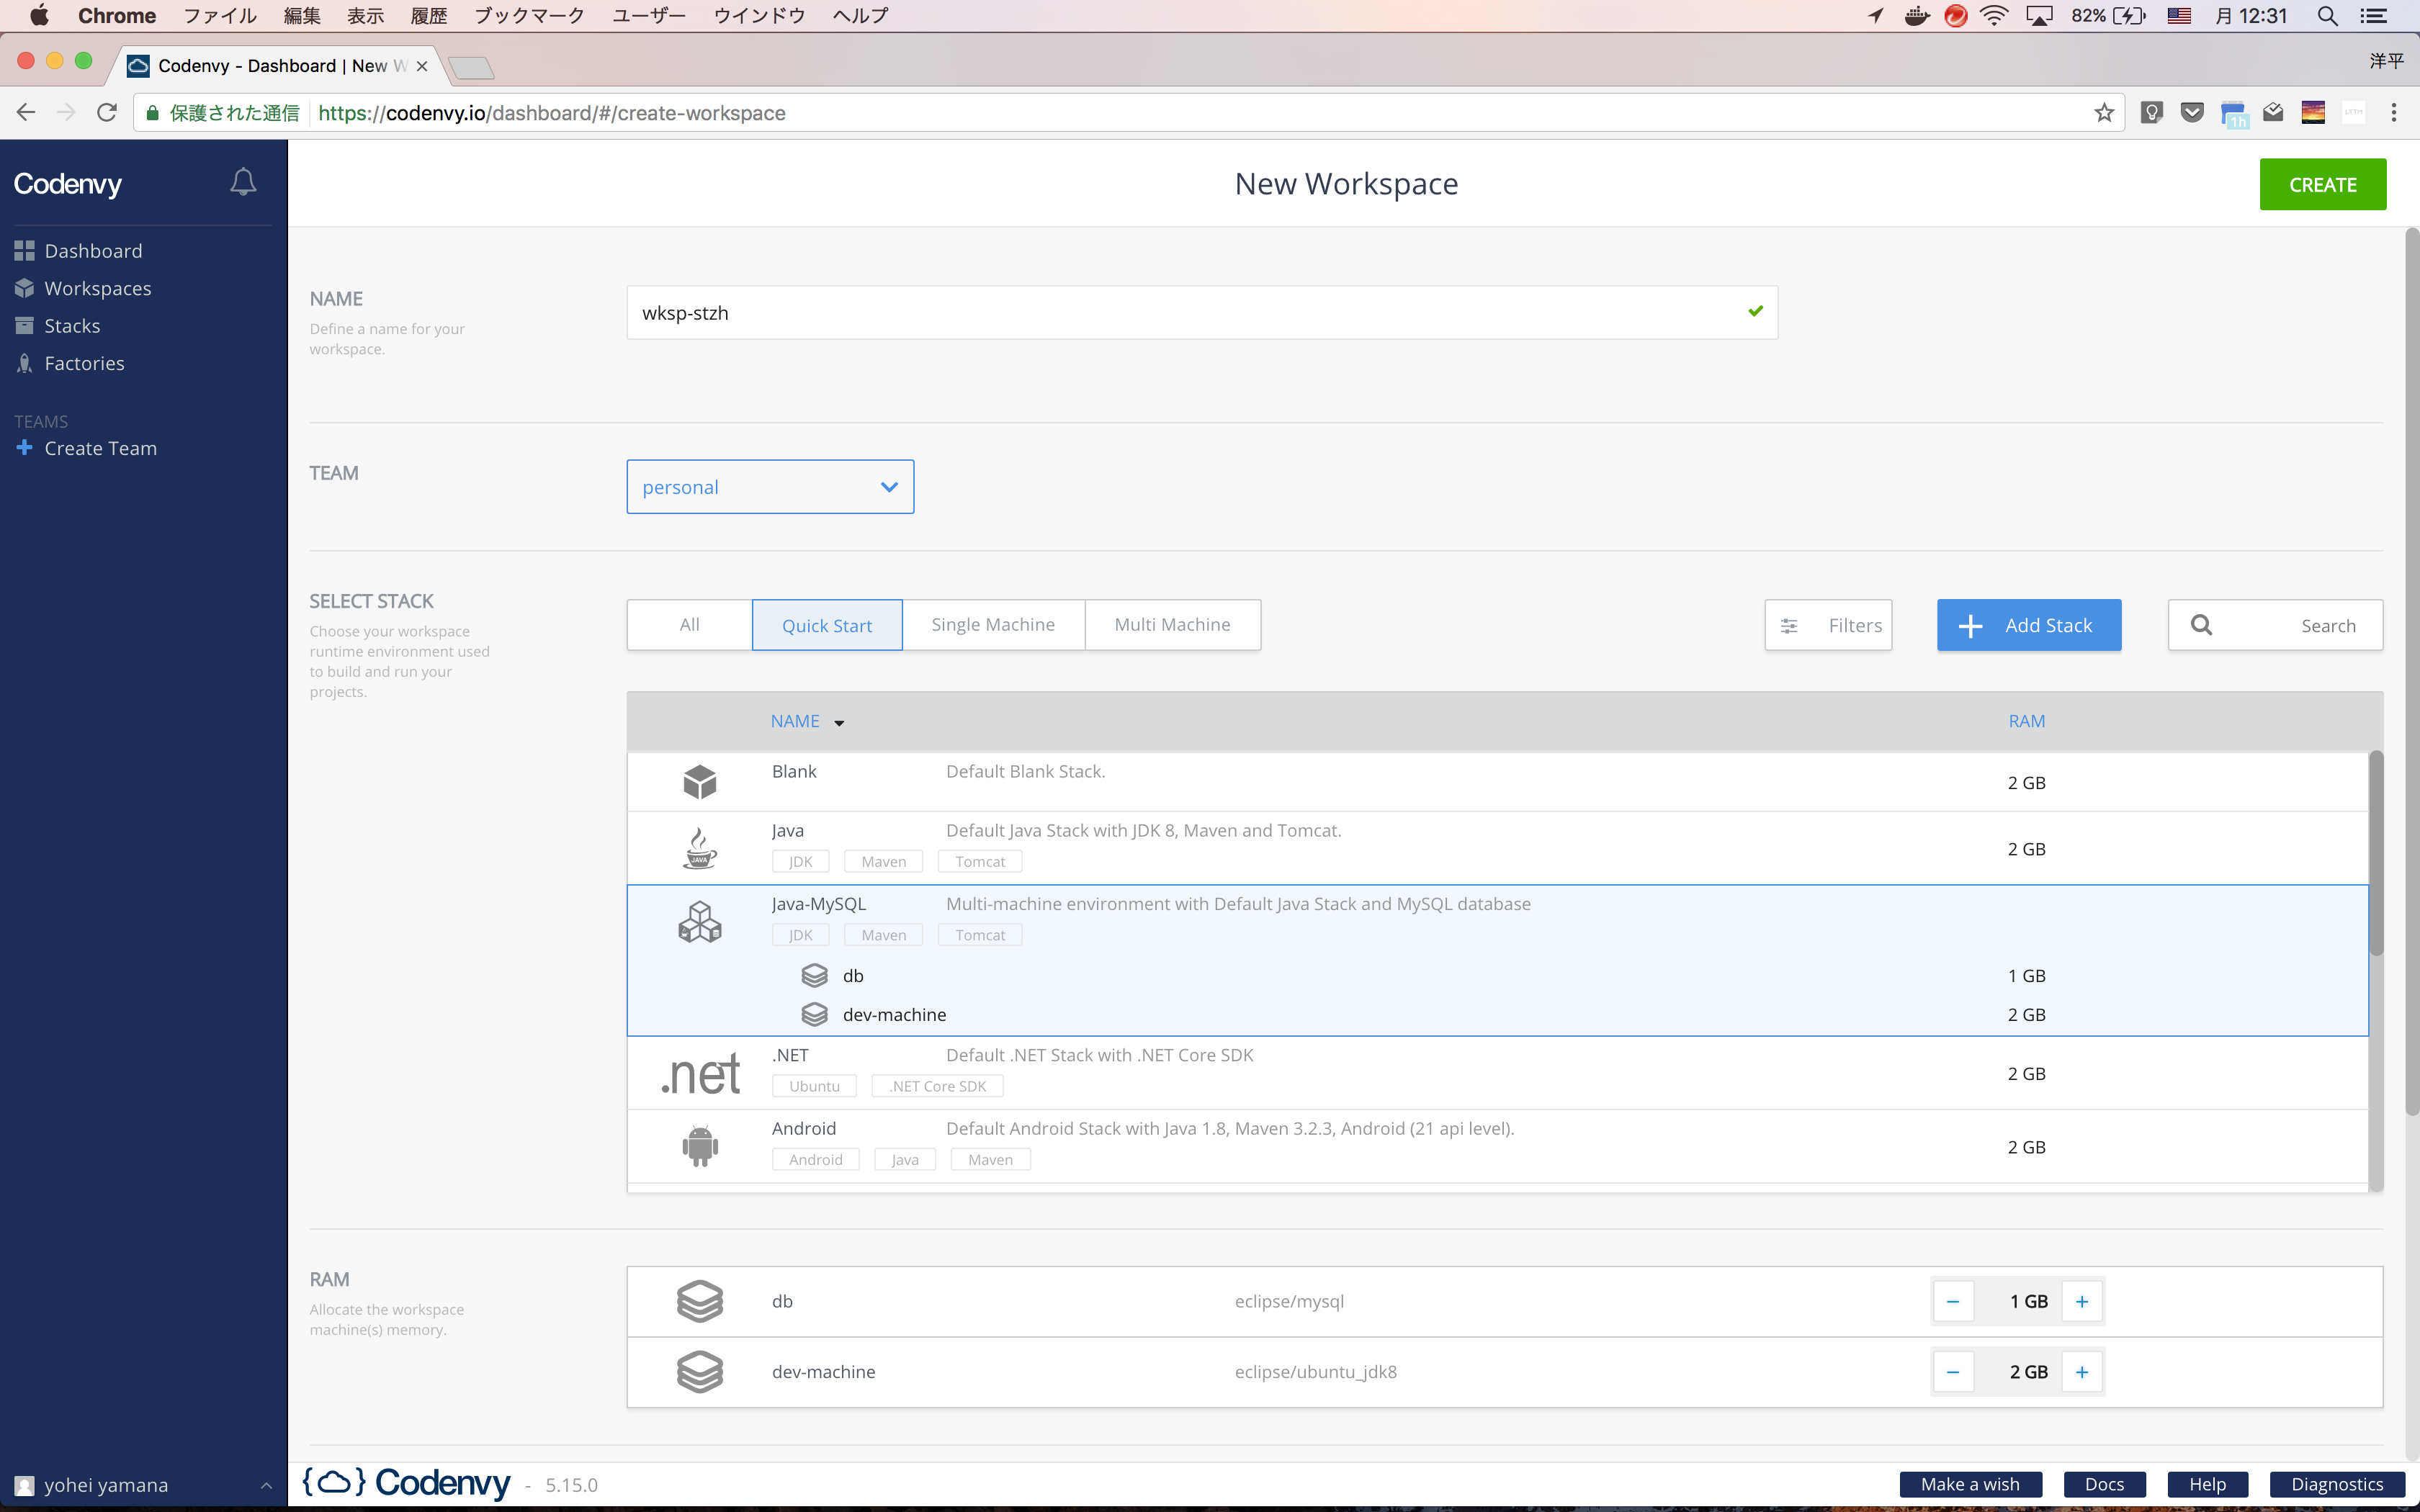 Chrome ファイル 編集 表示 履歴 ブックマーク ユーザー ウインドウ ヘルプ 82% 月 12:31
Codenvy - Dashboard | New W 洋平
保護された通信 https://codenvy.io/dashboard/#/create-workspace 1h LTTM
Codenvy
New Workspace
CREATE
Dashboard
Workspaces
Stacks
Factories
TEAMS
Create Team
NAME
Define a name for your
workspace.
wksp-stzh
TEAM
personal
SELECT STACK
Choose your workspace
runtime environment used
to build and run your
projects.
All Quick Start Single Machine Multi Machine Filters Add Stack Search
NAME RAM
Blank Default Blank Stack. 2 GB
Java Default Java Stack with JDK 8, Maven and Tomcat. 2 GB
JAVA
JDK Maven Tomcat
Java-MySQL Multi-machine environment with Default Java Stack and MySQL database
JDK Maven Tomcat
db 1 GB
dev-machine 2 GB
.net
.NET Default .NET Stack with .NET Core SDK 2 GB
Ubuntu .NET Core SDK
Android Default Android Stack with Java 1.8, Maven 3.2.3, Android (21 api level). 2 GB
Android Java Maven
RAM
Allocate the workspace
machine(s) memory.
db eclipse/mysql − 1 GB +
dev-machine eclipse/ubuntu_jdk8 − 2 GB +
yohei yamana
Codenvy - 5.15.0
Make a wish Docs Help Diagnostics